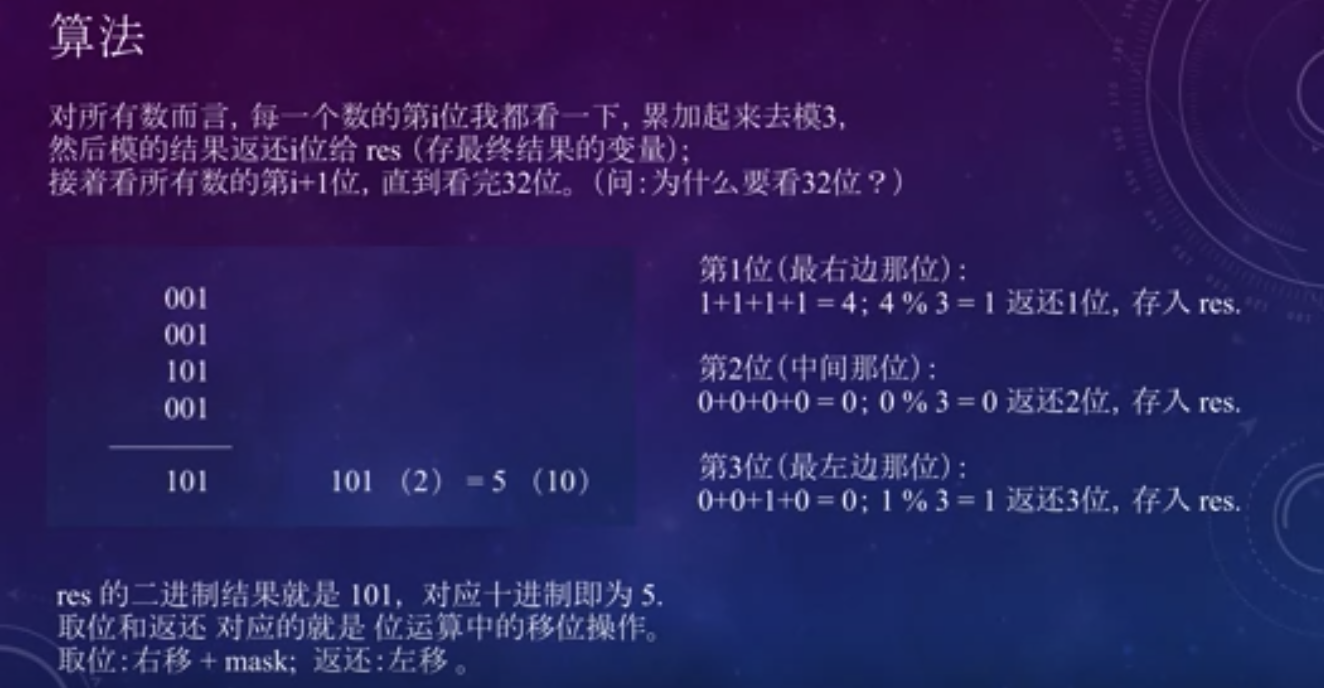 算法
对所有数而言, 每一个数的第i位我都看一下, 累加起来去模3,
然后模的结果返还i位给 res (存最终结果的变量);
接着看所有数的第i+1位, 直到看完32位。(问:为什么要看32位？)
001
001
101
001
101 101 （2） = 5 （10）
第1位(最右边那位):
1+1+1+1 = 4; 4 % 3 = 1 返还1位, 存入 res.
第2位(中间那位):
0+0+0+0 = 0; 0 % 3 = 0 返还2位, 存入 res.
第3位(最左边那位):
0+0+1+0 = 0; 1 % 3 = 1 返还3位, 存入 res.
res 的二进制结果就是 101, 对应十进制即为 5.
取位和返还 对应的就是 位运算中的移位操作。
取位:右移 + mask; 返还:左移 。